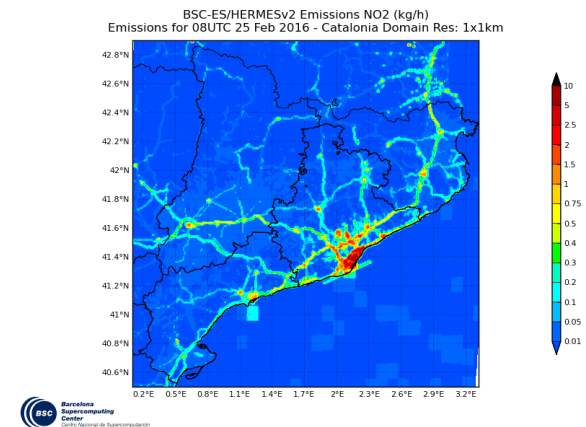 BSC-ES/HERMESv2 Emissions NO2 (kg/h)
Emissions for 08UTC 25 Feb 2016 - Catalonia Domain Res: 1x1km
42.8°N
42.6°N
42.4°N
42.2°N
42°N
41.8°N
41.6°N
41.4°N
41.2°N
41°N
40.8°N
40.6°N
0.2°E 0.5°E 0.8°E 1.1°E 1.4°E 1.7°E 2°E 2.3°E 2.6°E 2.9°E 3.2°E
10
5
2.5
2
1.5
1
0.75
0.5
0.4
0.3
0.2
0.1
0.05
0.01
BSC
Barcelona
Supercomputing
Center
Centro Nacional de Supercomputación